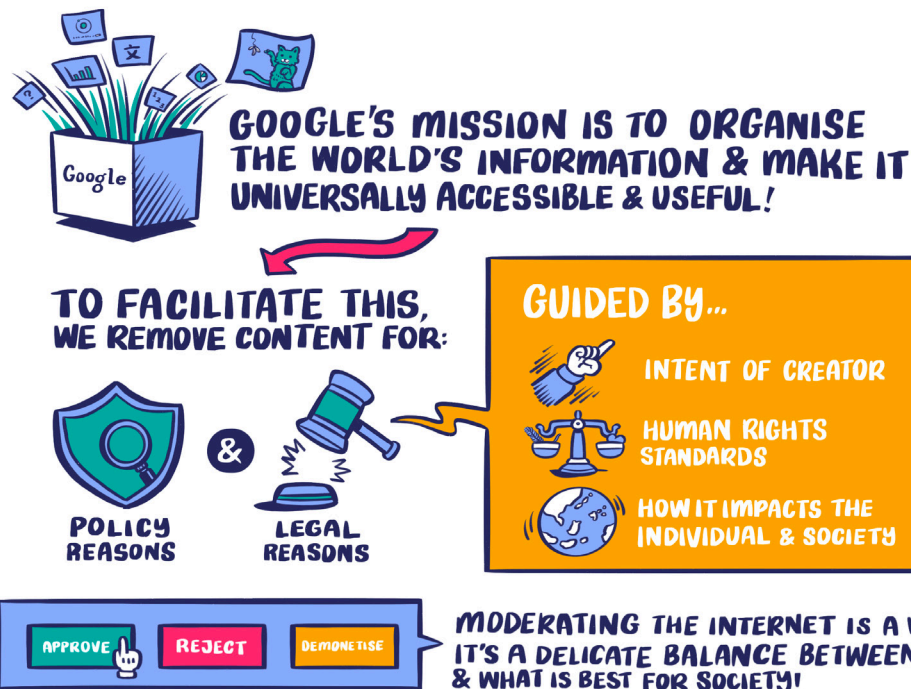 文
?
123
Google
GOOGLE'S MISSION IS TO ORGANISE
THE WORLD'S INFORMATION & MAKE IT
UNIVERSALLY ACCESSIBLE & USEFUL!
TO FACILITATE THIS,
WE REMOVE CONTENT FOR:
&
POLICY
REASONS
LEGAL
REASONS
GUIDED BY...
INTENT OF CREATOR
HUMAN RIGHTS
STANDARDS
HOW IT IMPACTS THE
INDIVIDUAL & SOCIETY
APPROVE
REJECT
DEMONETISE
MODERATING THE INTERNET IS A
IT'S A DELICATE BALANCE BETWEEN
& WHAT IS BEST FOR SOCIETY!